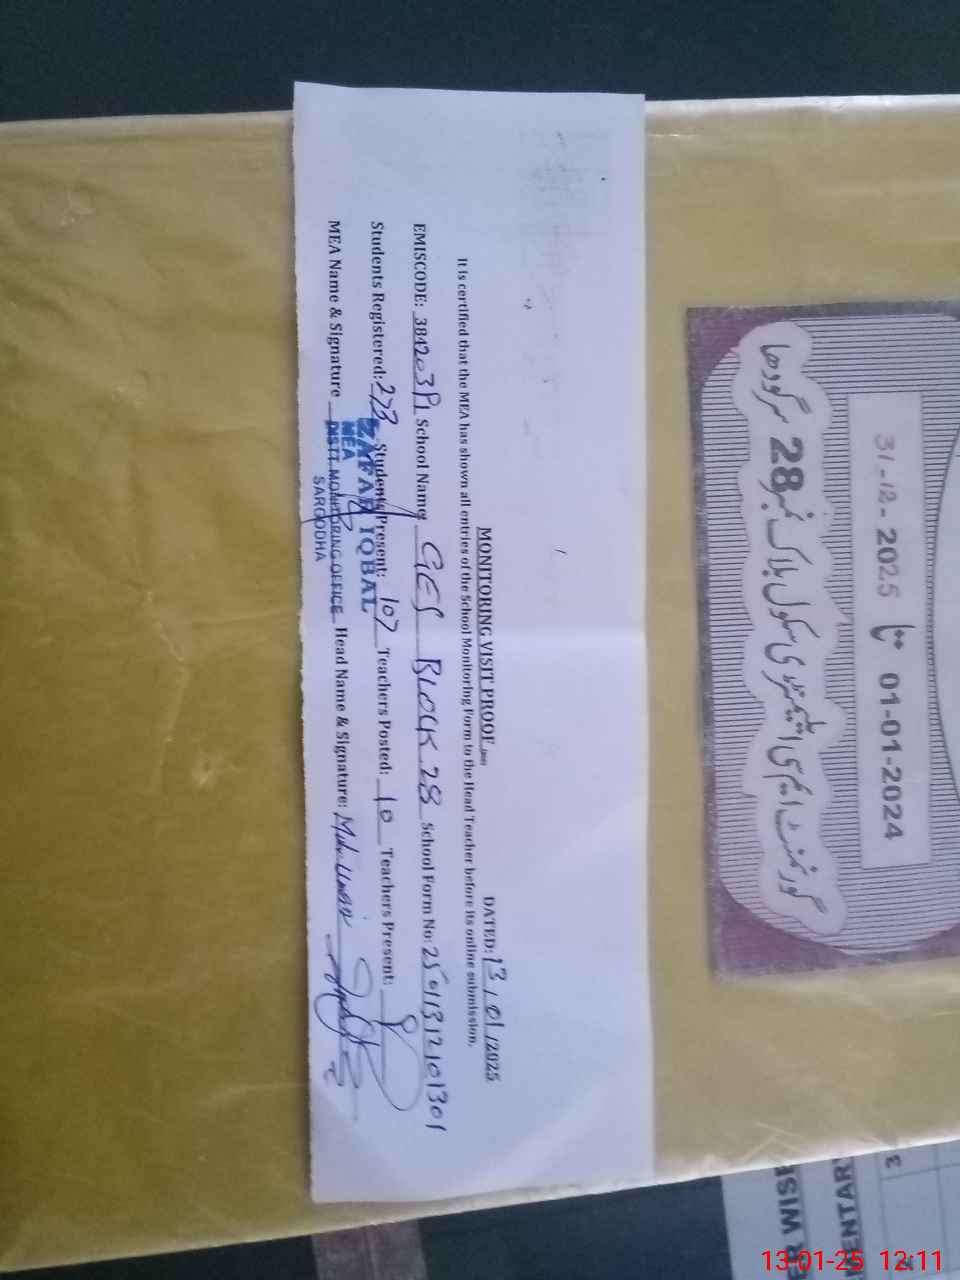 MONITORING VISIT PROOF
DATED: 13/01/2025
It is certified that the MEA has shown all entries of the School Monitoring Form to the Head Teacher before its online submission.
EMISCODE: 384203P1 School Name: GES BLOCK 28 School Form No: 25011312101301
Students Registered: 273 Students Present: 107 Teachers Posted: 10 Teachers Present:
MEA Name & Signature Head Name & Signature:
ZAFAR IQBAL
MEA
DISTT MONITORING OFFICE
SARGODHA
31-12-2025 تا 01-01-2024
گورنمنٹ ایم سی ایلیمنٹری سکول بلاک نمبر 28 سرگودھا
13-01-25 12:11